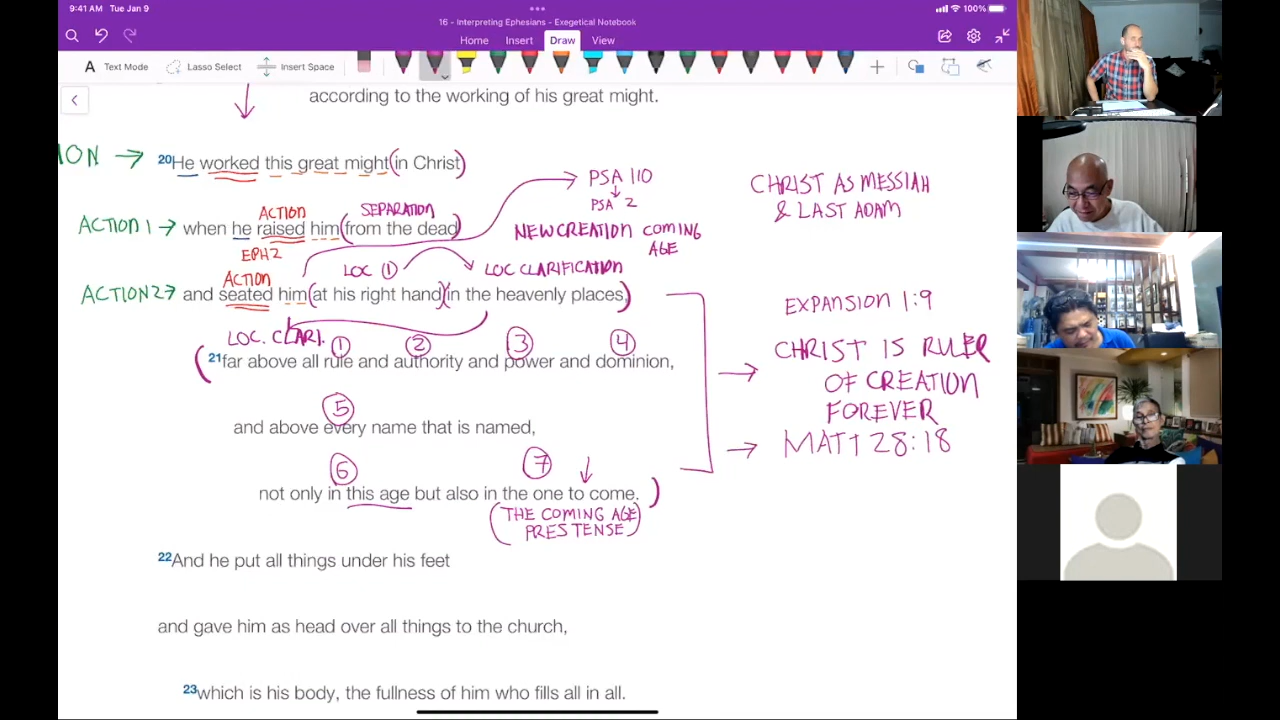 9:41 AM Tue Jan 9
100%
16 - Interpreting Ephesians - Exegetical Notebook
Home Insert Draw View
A Text Mode Lasso Select Insert Space
according to the working of his great might.
ION →
20He worked this great might (in Christ)
PSA 110
PSA 2
CHRIST AS MESSIAH
& LAST ADAM
ACTION SEPARATION
ACTION 1 → when he raised him (from the dead)
NEW CREATION COMING
AGE
EPH 2
ACTION LOC ① LOC CLARIFICATION
ACTION 2 → and seated him (at his right hand) (in the heavenly places,)
EXPANSION 1:9
LOC. CLARI. ① ② ③ ④
CHRIST IS RULER
OF CREATION
FOREVER
(21far above all rule and authority and power and dominion,
⑤
and above every name that is named,
MATT 28:18
⑥ ⑦
not only in this age but also in the one to come. )
(THE COMING AGE
PRES TENSE)
22And he put all things under his feet
and gave him as head over all things to the church,
23which is his body, the fullness of him who fills all in all.